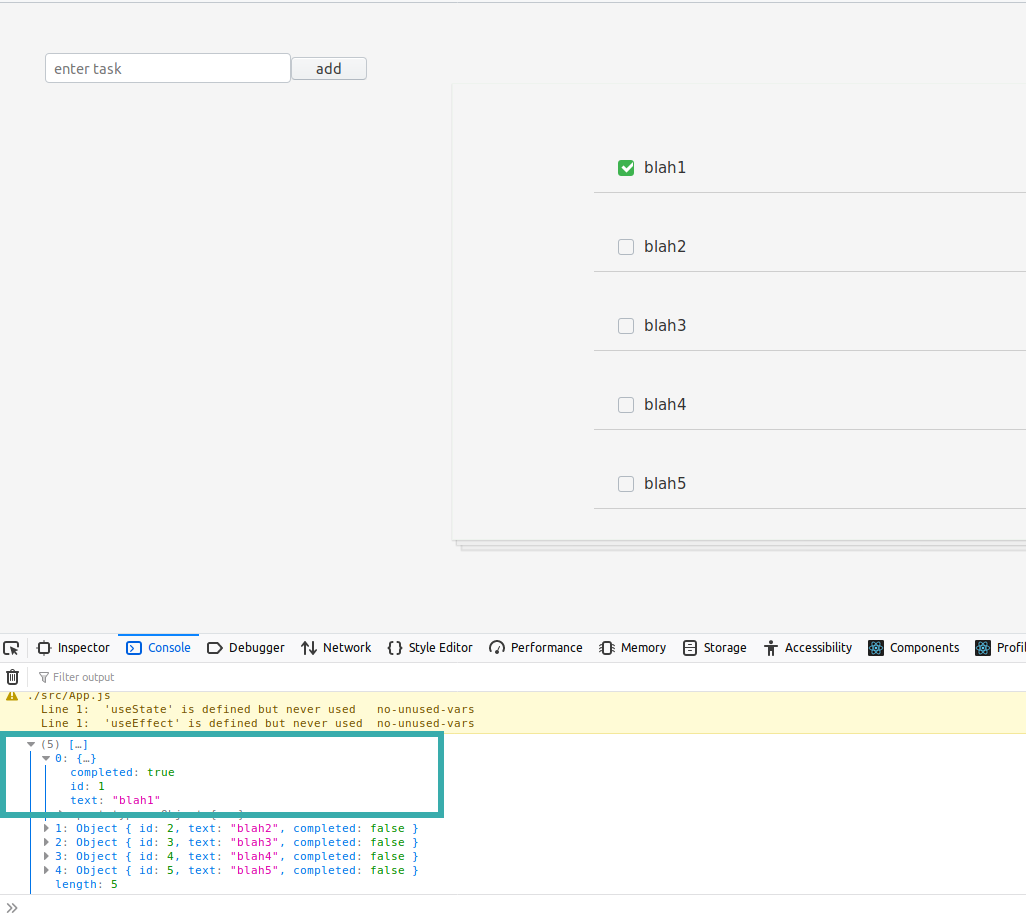 enter task add
blah1
blah2
blah3
blah4
blah5
Inspector Console Debugger Network Style Editor Performance Memory Storage Accessibility Components Profil
Filter output
./src/App.js
Line 1: 'useState' is defined but never used no-unused-vars
Line 1: 'useEffect' is defined but never used no-unused-vars
(5) […]
0: {…}
completed: true
id: 1
text: "blah1"
1: Object { id: 2, text: "blah2", completed: false }
2: Object { id: 3, text: "blah3", completed: false }
3: Object { id: 4, text: "blah4", completed: false }
4: Object { id: 5, text: "blah5", completed: false }
length: 5